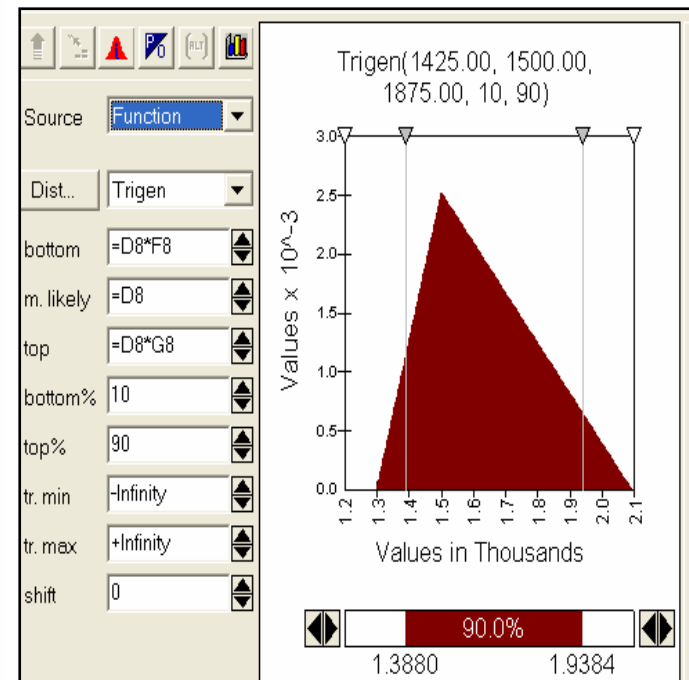 P/0
ALT
Source Function
Dist... Trigen
bottom =D8*F8
m. likely =D8
top =D8*G8
bottom% 10
top% 90
tr. min -Infinity
tr. max +Infinity
shift 0
Trigen(1425.00, 1500.00,
1875.00, 10, 90)
Values x 10^-3
3.0
2.5
2.0
1.5
1.0
0.5
0.0
1.2 1.3 1.4 1.5 1.6 1.7 1.8 1.9 2.0 2.1
Values in Thousands
90.0%
1.3880 1.9384